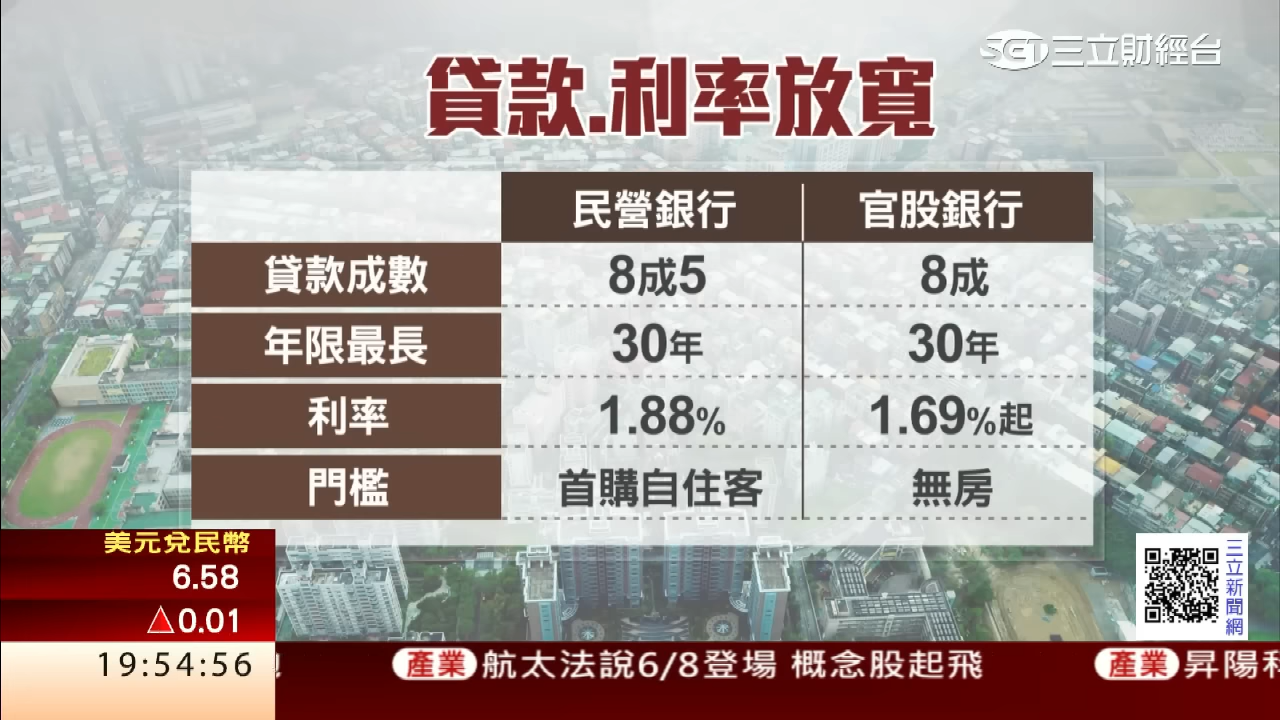 SET三立財經台
貸款.利率放寬
民營銀行 官股銀行
貸款成數 8成5 8成
年限最長 30年 30年
利率 1.88% 1.69%起
門檻 首購自住客 無房
美元兌民幣
6.58
△0.01
三立新聞網
19:54:56
產業 航太法說6/8登場 概念股起飛 產業 昇陽